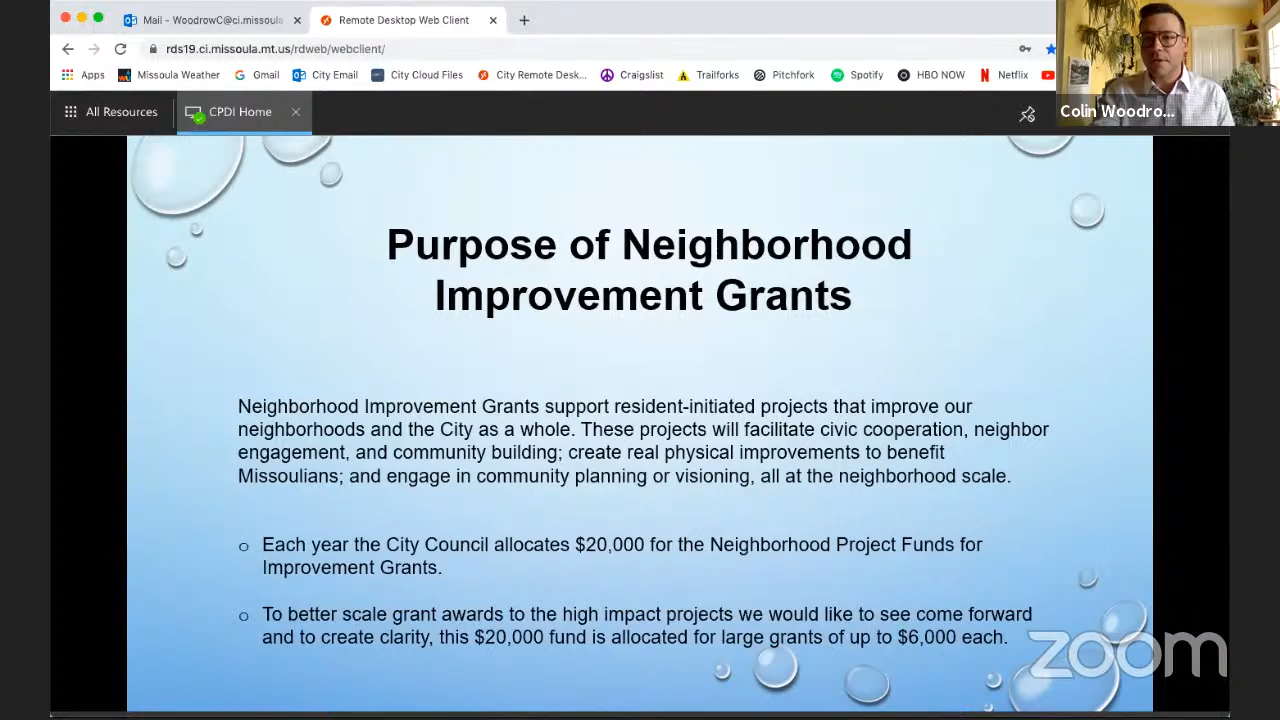 Mail - WoodrowC@ci.missoula
Remote Desktop Web Client
rds19.ci.missoula.mt.us/rdweb/webclient/
Apps
Missoula Weather
Gmail
City Email
City Cloud Files
City Remote Desk...
Craigslist
Trailforks
Pitchfork
Spotify
HBO NOW
Netflix
All Resources
CPDI Home
Colin Woodro...
Purpose of Neighborhood
Improvement Grants
Neighborhood Improvement Grants support resident-initiated projects that improve our
neighborhoods and the City as a whole. These projects will facilitate civic cooperation, neighbor
engagement, and community building; create real physical improvements to benefit
Missoulians; and engage in community planning or visioning, all at the neighborhood scale.
Each year the City Council allocates $20,000 for the Neighborhood Project Funds for
Improvement Grants.
To better scale grant awards to the high impact projects we would like to see come forward
and to create clarity, this $20,000 fund is allocated for large grants of up to $6,000 each.
zoom